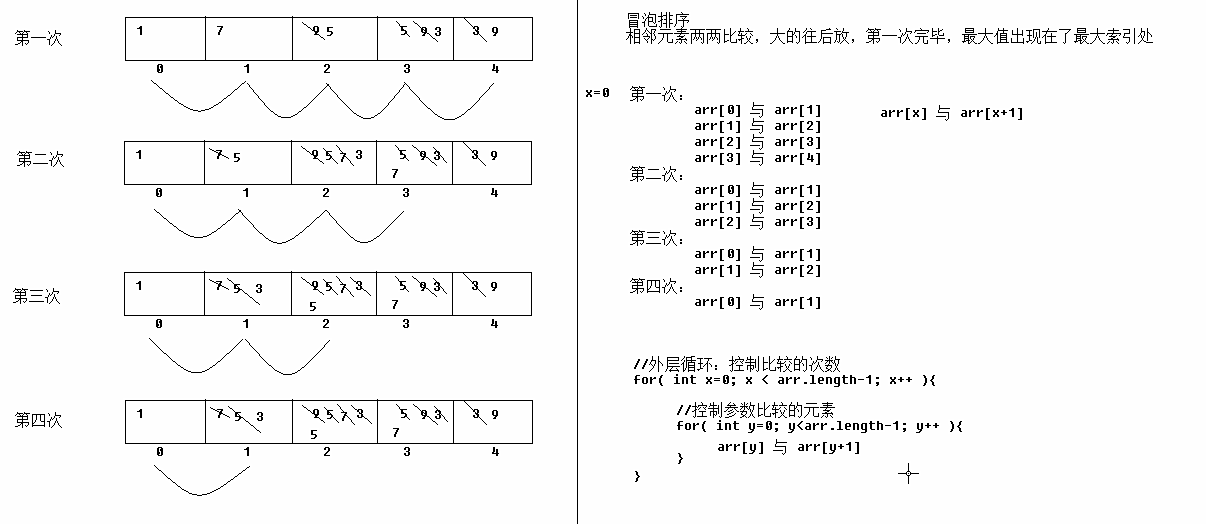 第一次
1 7 9 5 5 9 3 3 9
0 1 2 3 4
第二次
1 7 5 9 5 7 3 5 9 3 3 9
7
0 1 2 3 4
第三次
1 7 5 3 9 5 7 3 5 9 3 3 9
5 7
0 1 2 3 4
第四次
1 7 5 3 9 5 7 3 5 9 3 3 9
5 7
0 1 2 3 4
冒泡排序
相邻元素两两比较，大的往后放，第一次完毕，最大值出现在了最大索引处
x=0 第一次：
arr[0] 与 arr[1] arr[x] 与 arr[x+1]
arr[1] 与 arr[2]
arr[2] 与 arr[3]
arr[3] 与 arr[4]
第二次：
arr[0] 与 arr[1]
arr[1] 与 arr[2]
arr[2] 与 arr[3]
第三次：
arr[0] 与 arr[1]
arr[1] 与 arr[2]
第四次：
arr[0] 与 arr[1]
//外层循环：控制比较的次数
for( int x=0; x < arr.length-1; x++ ){
//控制参数比较的元素
for( int y=0; y<arr.length-1; y++ ){
arr[y] 与 arr[y+1]
}
}